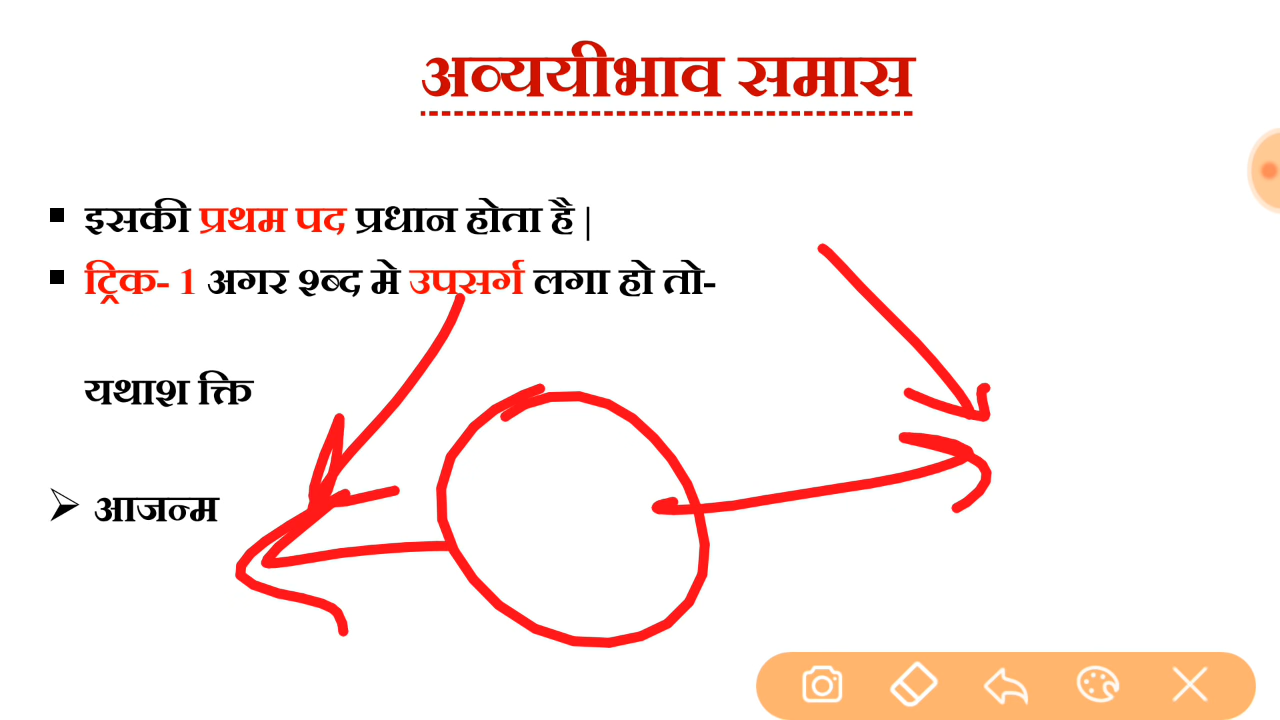 अव्ययीभाव समास
▪ इसकी प्रथम पद प्रधान होता है |
▪ ट्रिक- 1 अगर श्ब्द मे उपसर्ग लगा हो तो-
यथाश क्ति
➢ आजन्म